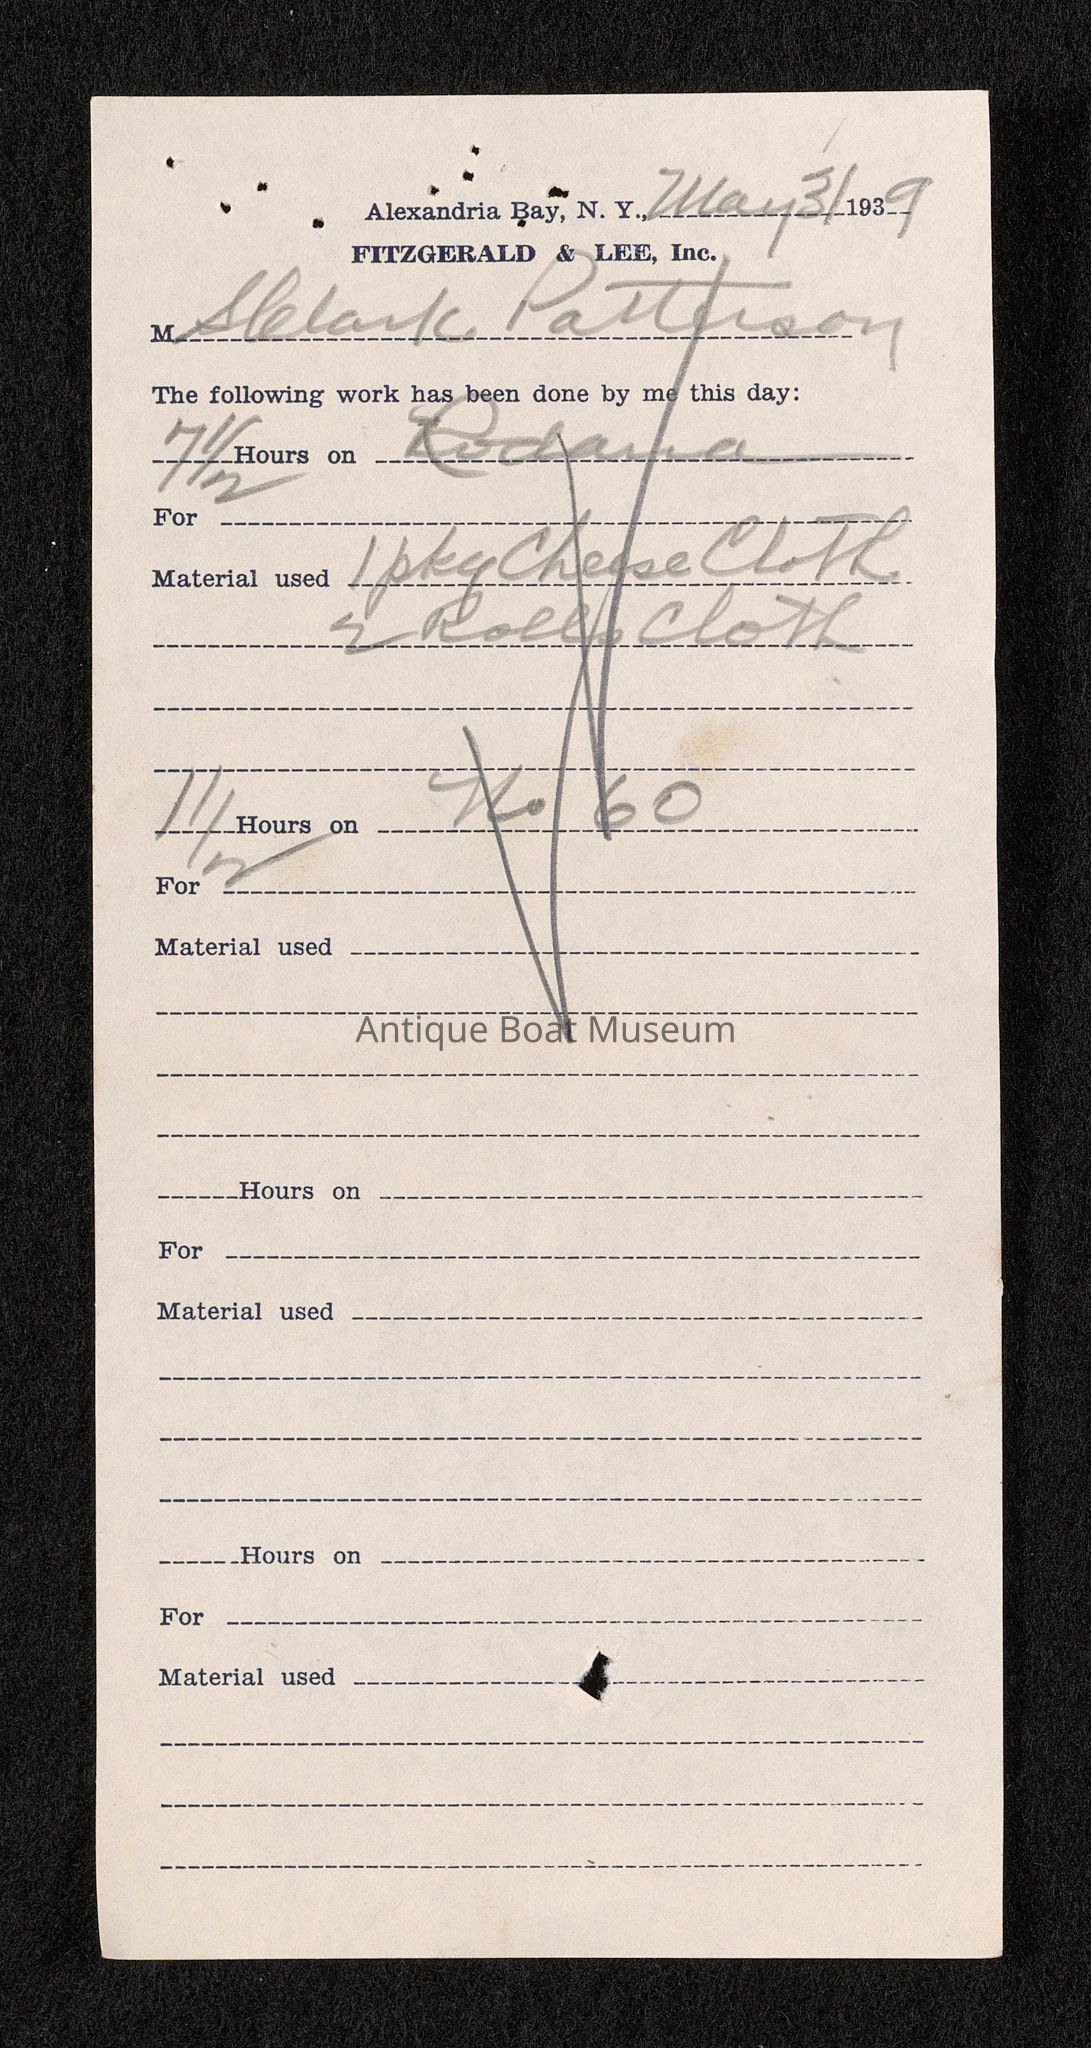 Alexandria Bay, N. Y., May 31 1939
FITZGERALD & LEE, Inc.
M S Clark Patterson
The following work has been done by me this day:
7 1/2 Hours on
For
Material used 1 pkg Cheese Cloth
2 Rolls Cloth
1 1/2 Hours on No 60
For
Material used
Antique Boat Museum
Hours on
For
Material used
Hours on
For
Material used